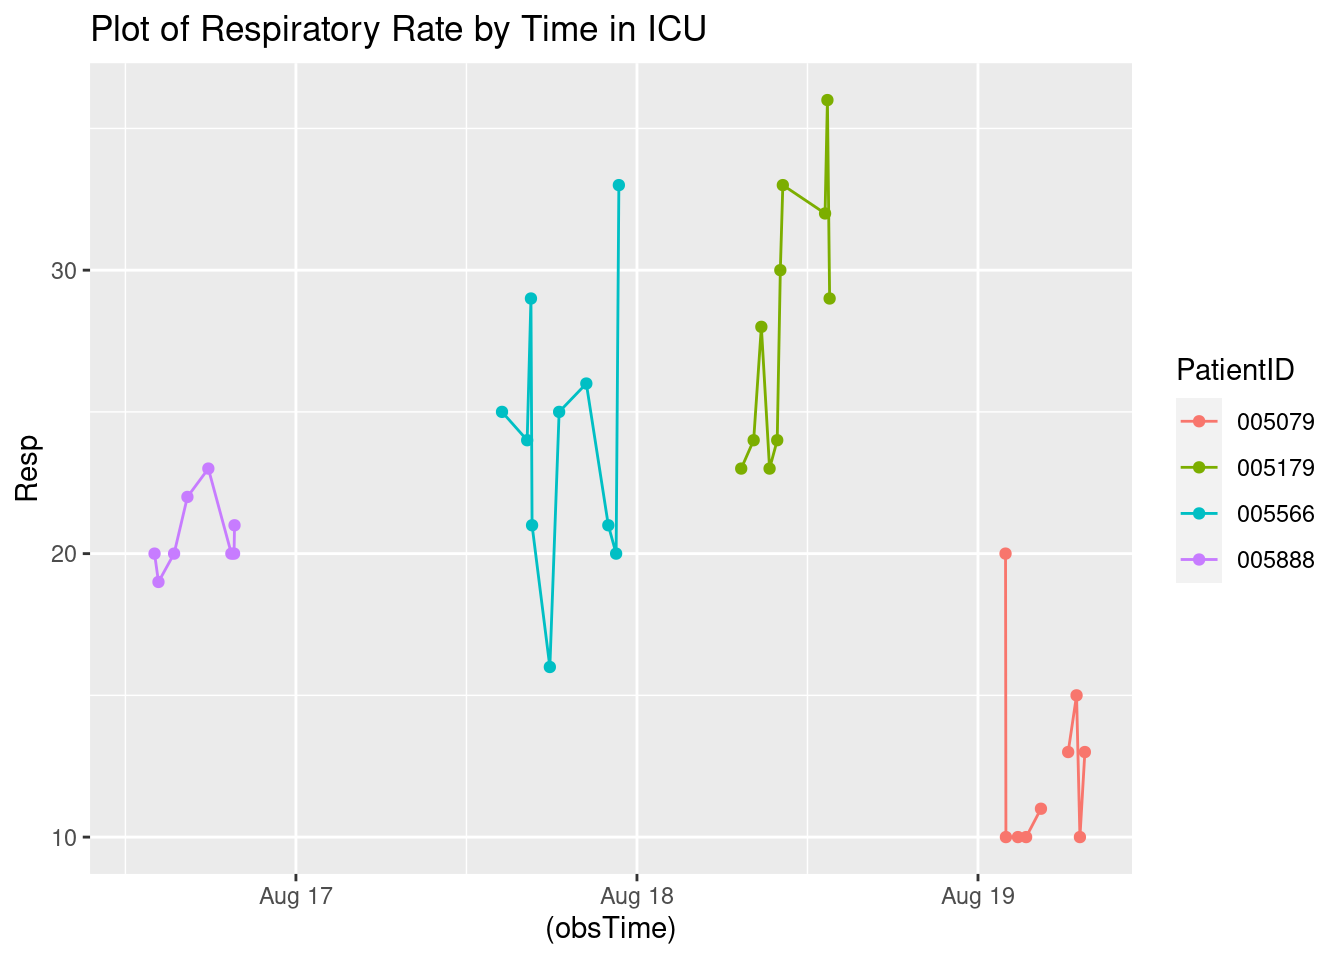 Plot of Respiratory Rate by Time in ICU
Resp
30
20
10
Aug 17
Aug 18
Aug 19
(obsTime)
PatientID
005079
005179
005566
005888